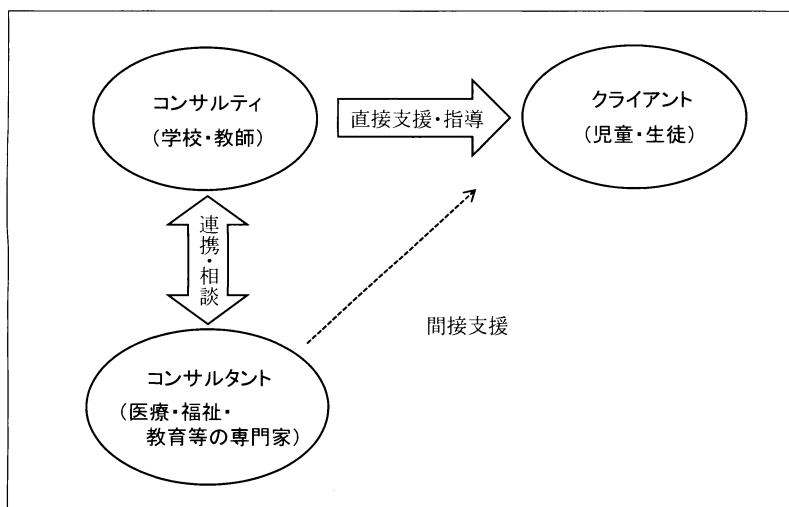 コンサルティ
(学校・教師)
直接支援・指導
クライアント
(児童・生徒)
連携・相談
間接支援
コンサルタント
(医療・福祉・
教育等の専門家)